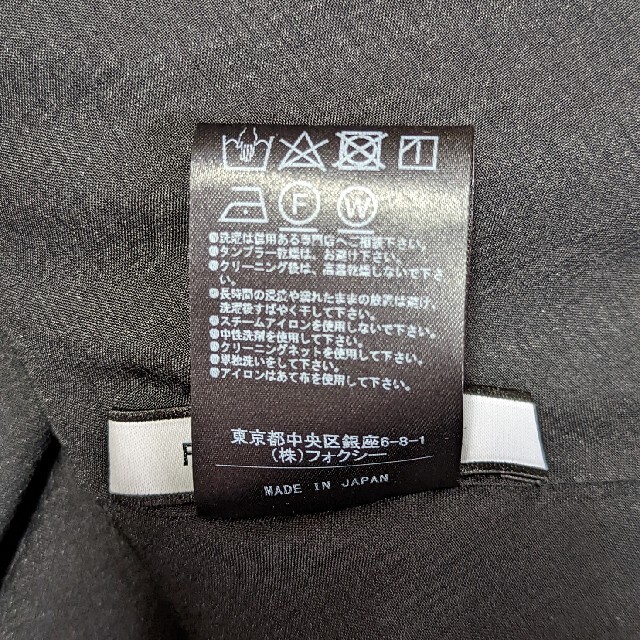 F
W
●洗濯は信用ある専門店へご相談下さい。
●タンブラー乾燥は、お避け下さい。
●クリーニング後は、高温乾燥しないで下さ
い。
●長時間の浸漬や濡れたままの放置は避け、
洗濯後すばやく干して下さい。
●スチームアイロンを使用しないで下さい。
●中性洗剤を使用して下さい。
●クリーニングネットを使用して下さい。
●単独洗いをして下さい。
●アイロンはあて布を使用して下さい。
東京都中央区銀座6-8-1
(株)フォクシー
MADE IN JAPAN